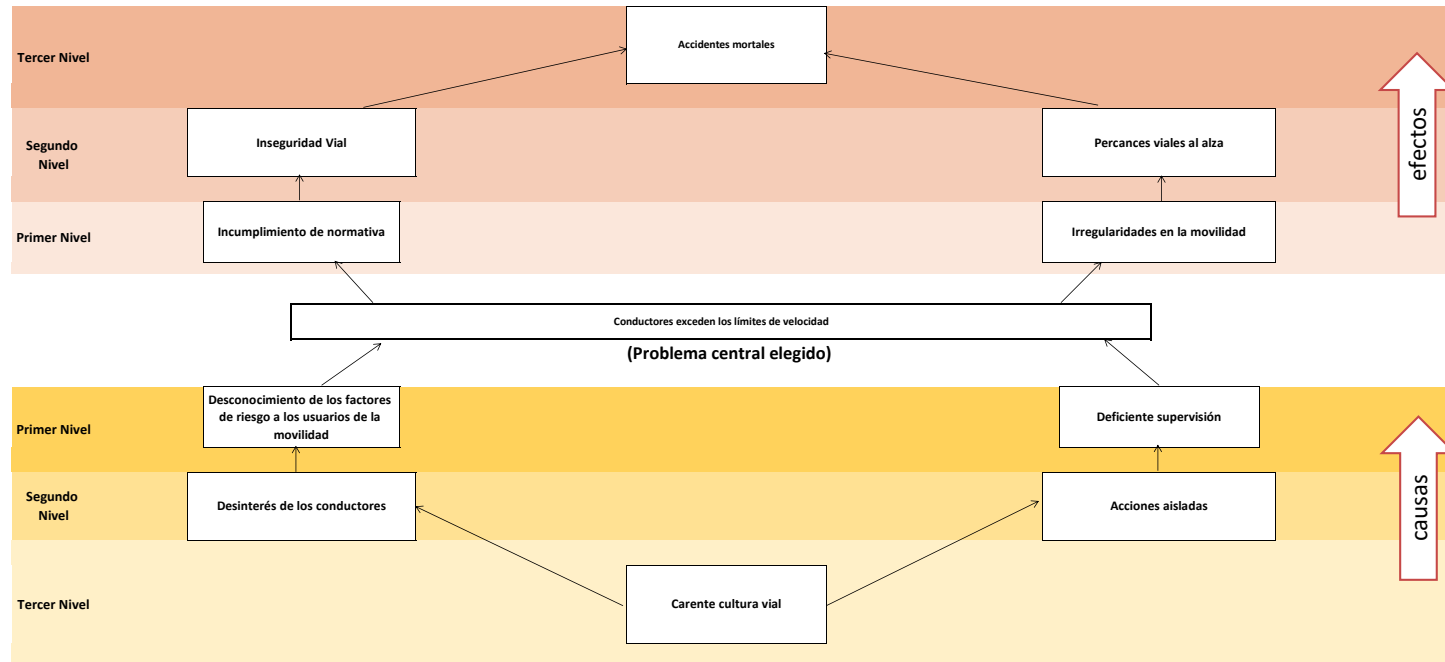 Tercer Nivel
Accidentes mortales
efectos
Segundo
Nivel
Inseguridad Vial
Percances viales al alza
Primer Nivel
Incumplimiento de normativa
Irregularidades en la movilidad
Conductores exceden los límites de velocidad
(Problema central elegido)
Primer Nivel
Desconocimiento de los factores
de riesgo a los usuarios de la
movilidad
Deficiente supervisión
causas
Segundo
Nivel
Desinterés de los conductores
Acciones aisladas
Tercer Nivel
Carente cultura vial